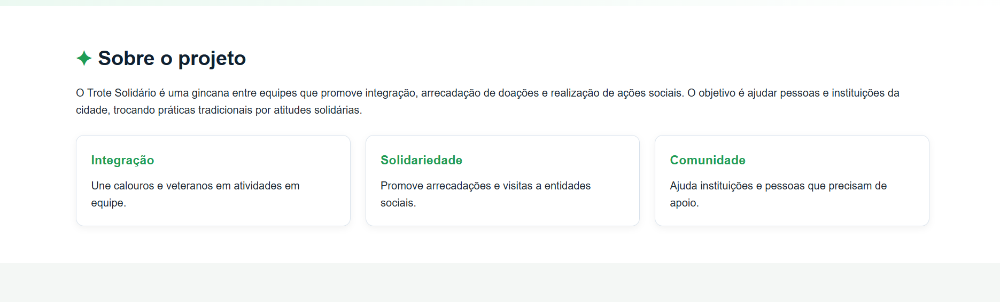 ✦ Sobre o projeto
O Trote Solidário é uma gincana entre equipes que promove integração, arrecadação de doações e realização de ações sociais. O objetivo é ajudar pessoas e instituições da
cidade, trocando práticas tradicionais por atitudes solidárias.
Integração
Une calouros e veteranos em atividades em
equipe.
Solidariedade
Promove arrecadações e visitas a entidades
sociais.
Comunidade
Ajuda instituições e pessoas que precisam de
apoio.